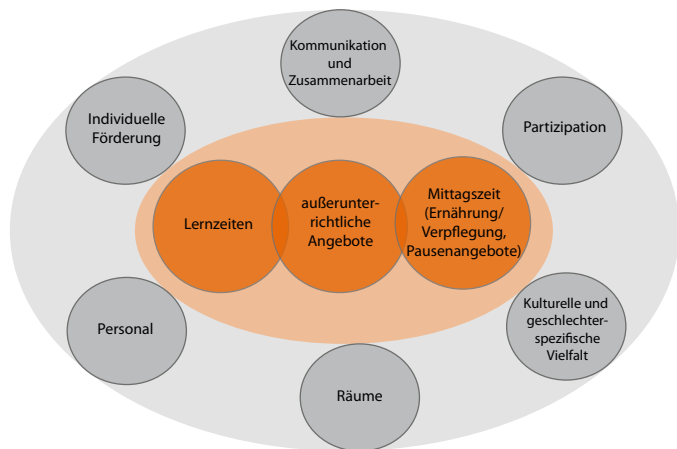 Kommunikation
und
Zusammenarbeit
Individuelle
Förderung
Partizipation
Lernzeiten
außerunter-
richtliche
Angebote
Mittagszeit
(Ernährung/
Verpflegung,
Pausenangebote)
Personal
Räume
Kulturelle und
geschlechter-
spezifische
Vielfalt